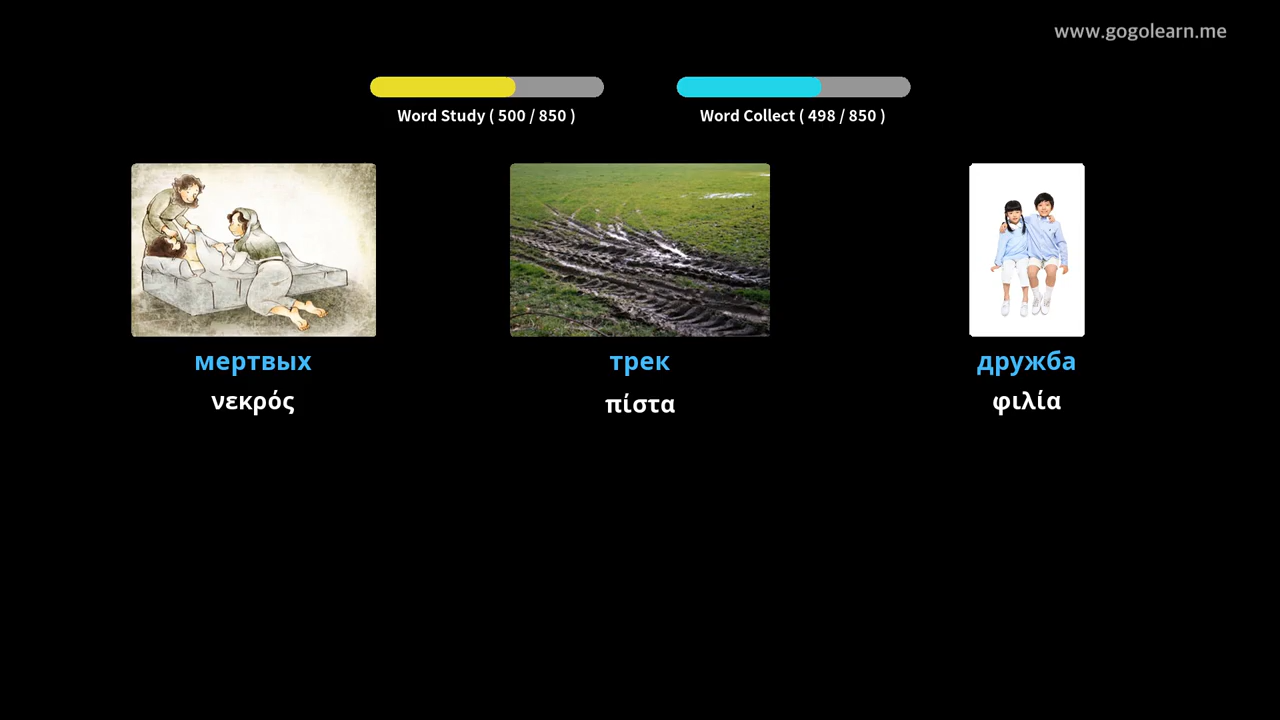 www.gogolearn.me
Word Study ( 500 / 850 )
Word Collect ( 498 / 850 )
мертвых
трек
дружба
νεκρός
πίστα
φιλία